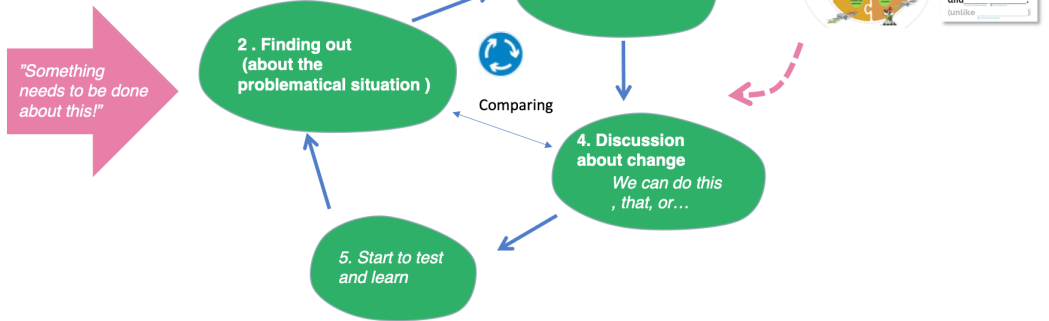 "Something
needs to be done
about this!"
2 . Finding out
(about the
problematical situation )
Comparing
4. Discussion
about change
We can do this
, that, or…
5. Start to test
and learn
(unlike